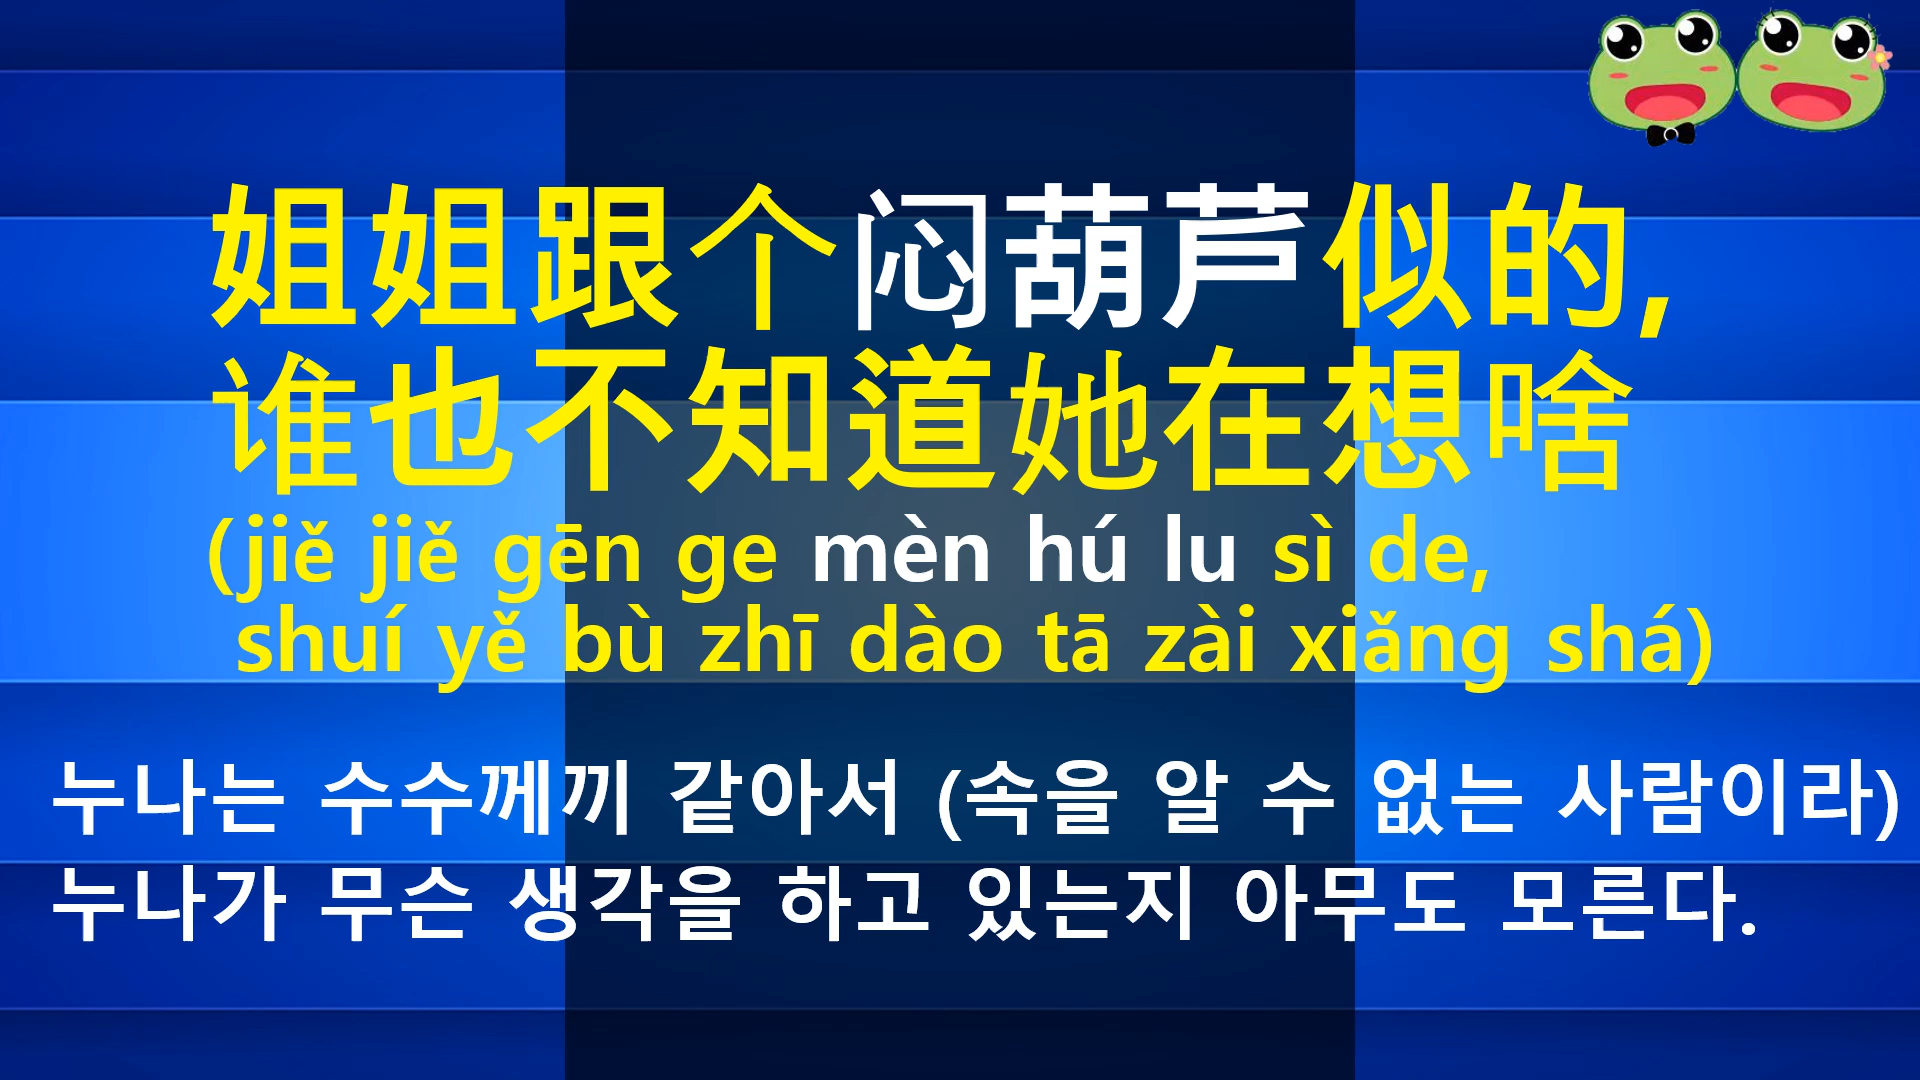 姐姐跟个闷葫芦似的,
谁也不知道她在想啥
(jiě jiě gēn ge mèn hú lu sì de,
shuí yě bù zhī dào tā zài xiǎng shá)
누나는 수수께끼 같아서 (속을 알 수 없는 사람이라)
누나가 무슨 생각을 하고 있는지 아무도 모른다.